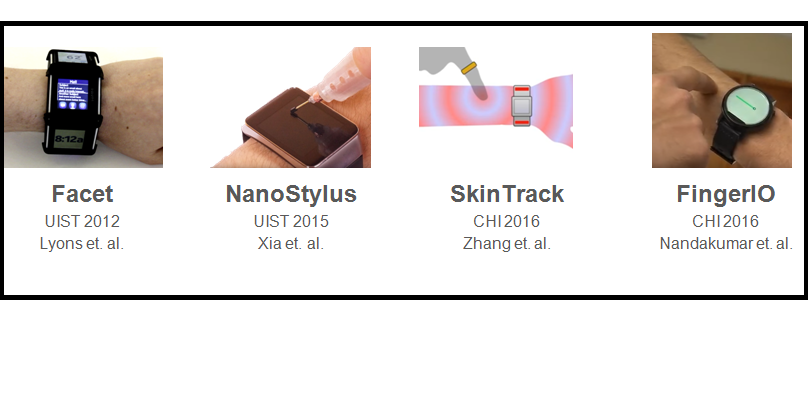 8:12a
Facet
UIST 2012
Lyons et. al.
NanoStylus
UIST 2015
Xia et. al.
SkinTrack
CHI 2016
Zhang et. al.
FingerIO
CHI 2016
Nandakumar et. al.